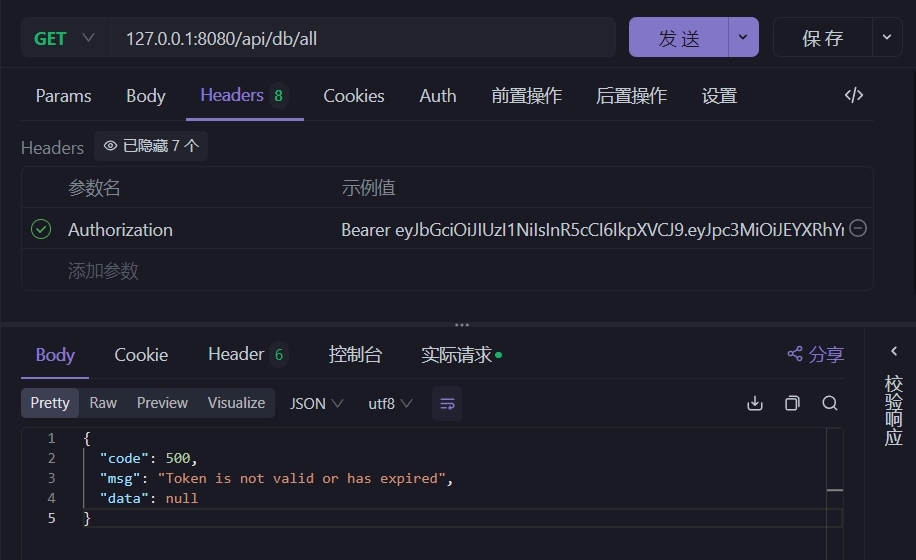 GET 127.0.0.1:8080/api/db/all 发 送 保 存
Params Body Headers 8 Cookies Auth 前置操作 后置操作 设置 </>
Headers 已隐藏 7 个
参数名 示例值
Authorization Bearer eyJbGciOiJIUzI1NiIsInR5cCI6IkpXVCJ9.eyJpc3MiOiJEYXRhY
添加参数
Body Cookie Header 6 控制台 实际请求 分享
校验响应
Pretty Raw Preview Visualize JSON utf8
1 {
2 "code": 500,
3 "msg": "Token is not valid or has expired",
4 "data": null
5 }